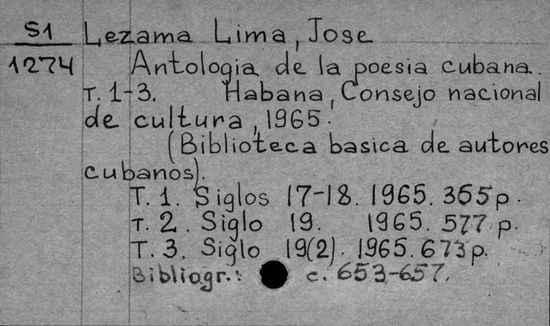 S1 Lezama Lima, Jose
1274 Antologia de la poesia cubana.
T. 1-3. Habana, Consejo nacional
de cultura, 1965.
(Biblioteca basica de autores
cubanos).
T. 1. Siglos 17-18. 1965. 355 p.
T. 2. Siglo 19. 1965. 577 p.
T. 3. Siglo 19(2). 1965. 673 p.
Bibliogr.: c. 653-657.